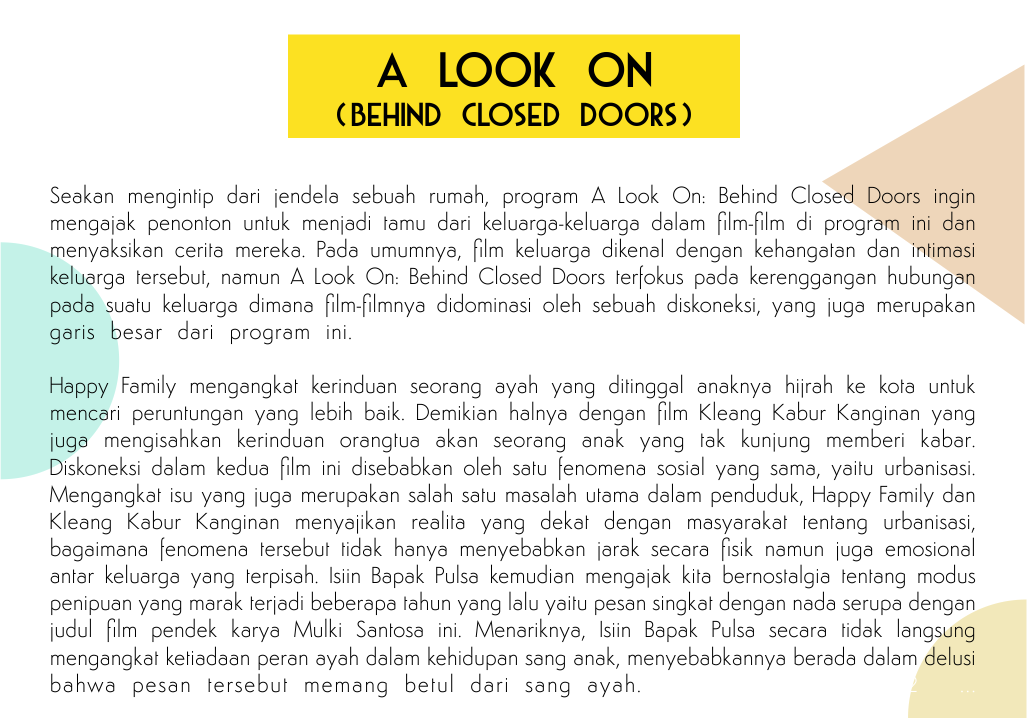 A LOOK ON
(BEHIND CLOSED DOORS)
Seakan mengintip dari jendela sebuah rumah, program A Look On: Behind Closed Doors ingin
mengajak penonton untuk menjadi tamu dari keluarga-keluarga dalam film-film di program ini dan
menyaksikan cerita mereka. Pada umumnya, film keluarga dikenal dengan kehangatan dan intimasi
keluarga tersebut, namun A Look On: Behind Closed Doors terfokus pada kerenggangan hubungan
pada suatu keluarga dimana film-filmnya didominasi oleh sebuah diskoneksi, yang juga merupakan
garis besar dari program ini.
Happy Family mengangkat kerinduan seorang ayah yang ditinggal anaknya hijrah ke kota untuk
mencari peruntungan yang lebih baik. Demikian halnya dengan film Kleang Kabur Kanginan yang
juga mengisahkan kerinduan orangtua akan seorang anak yang tak kunjung memberi kabar.
Diskoneksi dalam kedua film ini disebabkan oleh satu fenomena sosial yang sama, yaitu urbanisasi.
Mengangkat isu yang juga merupakan salah satu masalah utama dalam penduduk, Happy Family dan
Kleang Kabur Kanginan menyajikan realita yang dekat dengan masyarakat tentang urbanisasi,
bagaimana fenomena tersebut tidak hanya menyebabkan jarak secara fisik namun juga emosional
antar keluarga yang terpisah. Isiin Bapak Pulsa kemudian mengajak kita bernostalgia tentang modus
penipuan yang marak terjadi beberapa tahun yang lalu yaitu pesan singkat dengan nada serupa dengan
judul film pendek karya Mulki Santosa ini. Menariknya, Isiin Bapak Pulsa secara tidak langsung
mengangkat ketiadaan peran ayah dalam kehidupan sang anak, menyebabkannya berada dalam delusi
bahwa pesan tersebut memang betul dari sang ayah.